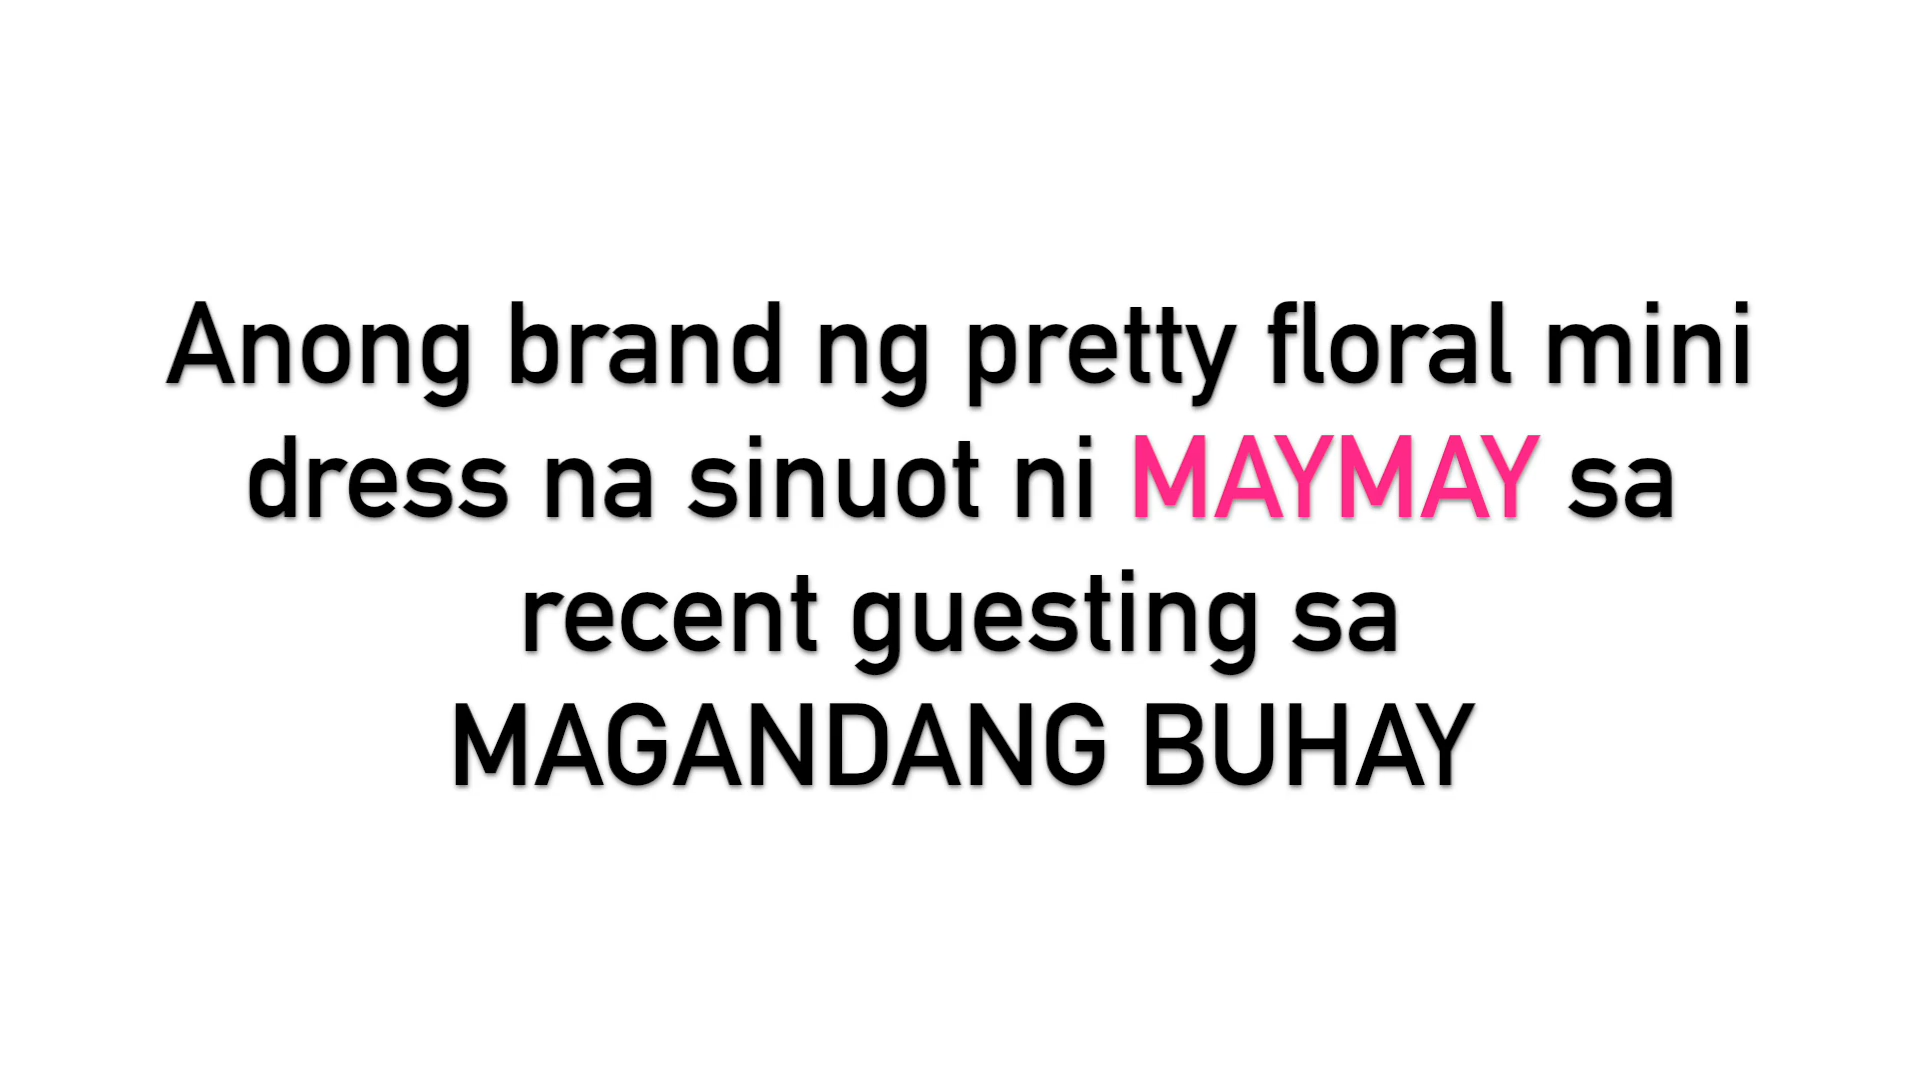 Anong brand ng pretty floral mini
dress na sinuot ni MAYMAY sa
recent guesting sa
MAGANDANG BUHAY